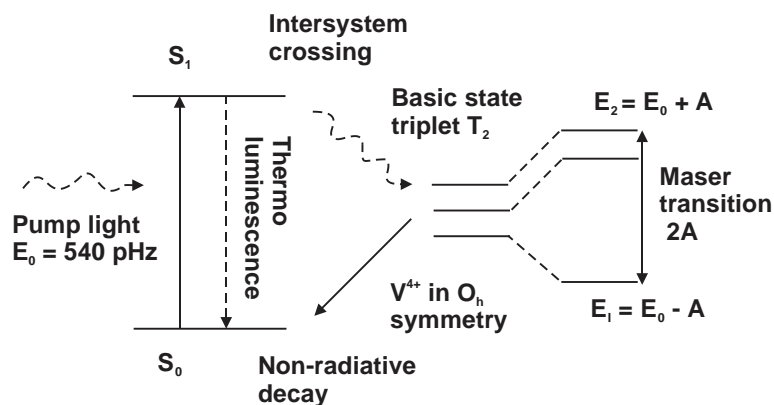 Intersystem
crossing
S₁
Basic state
triplet T₂
E₂ = E₀ + A
Thermo
luminescence
Pump light
E₀ = 540 pHz
Maser
transition
2A
V⁴⁺ in Oₕ
symmetry
Eₗ = E₀ - A
S₀
Non-radiative
decay